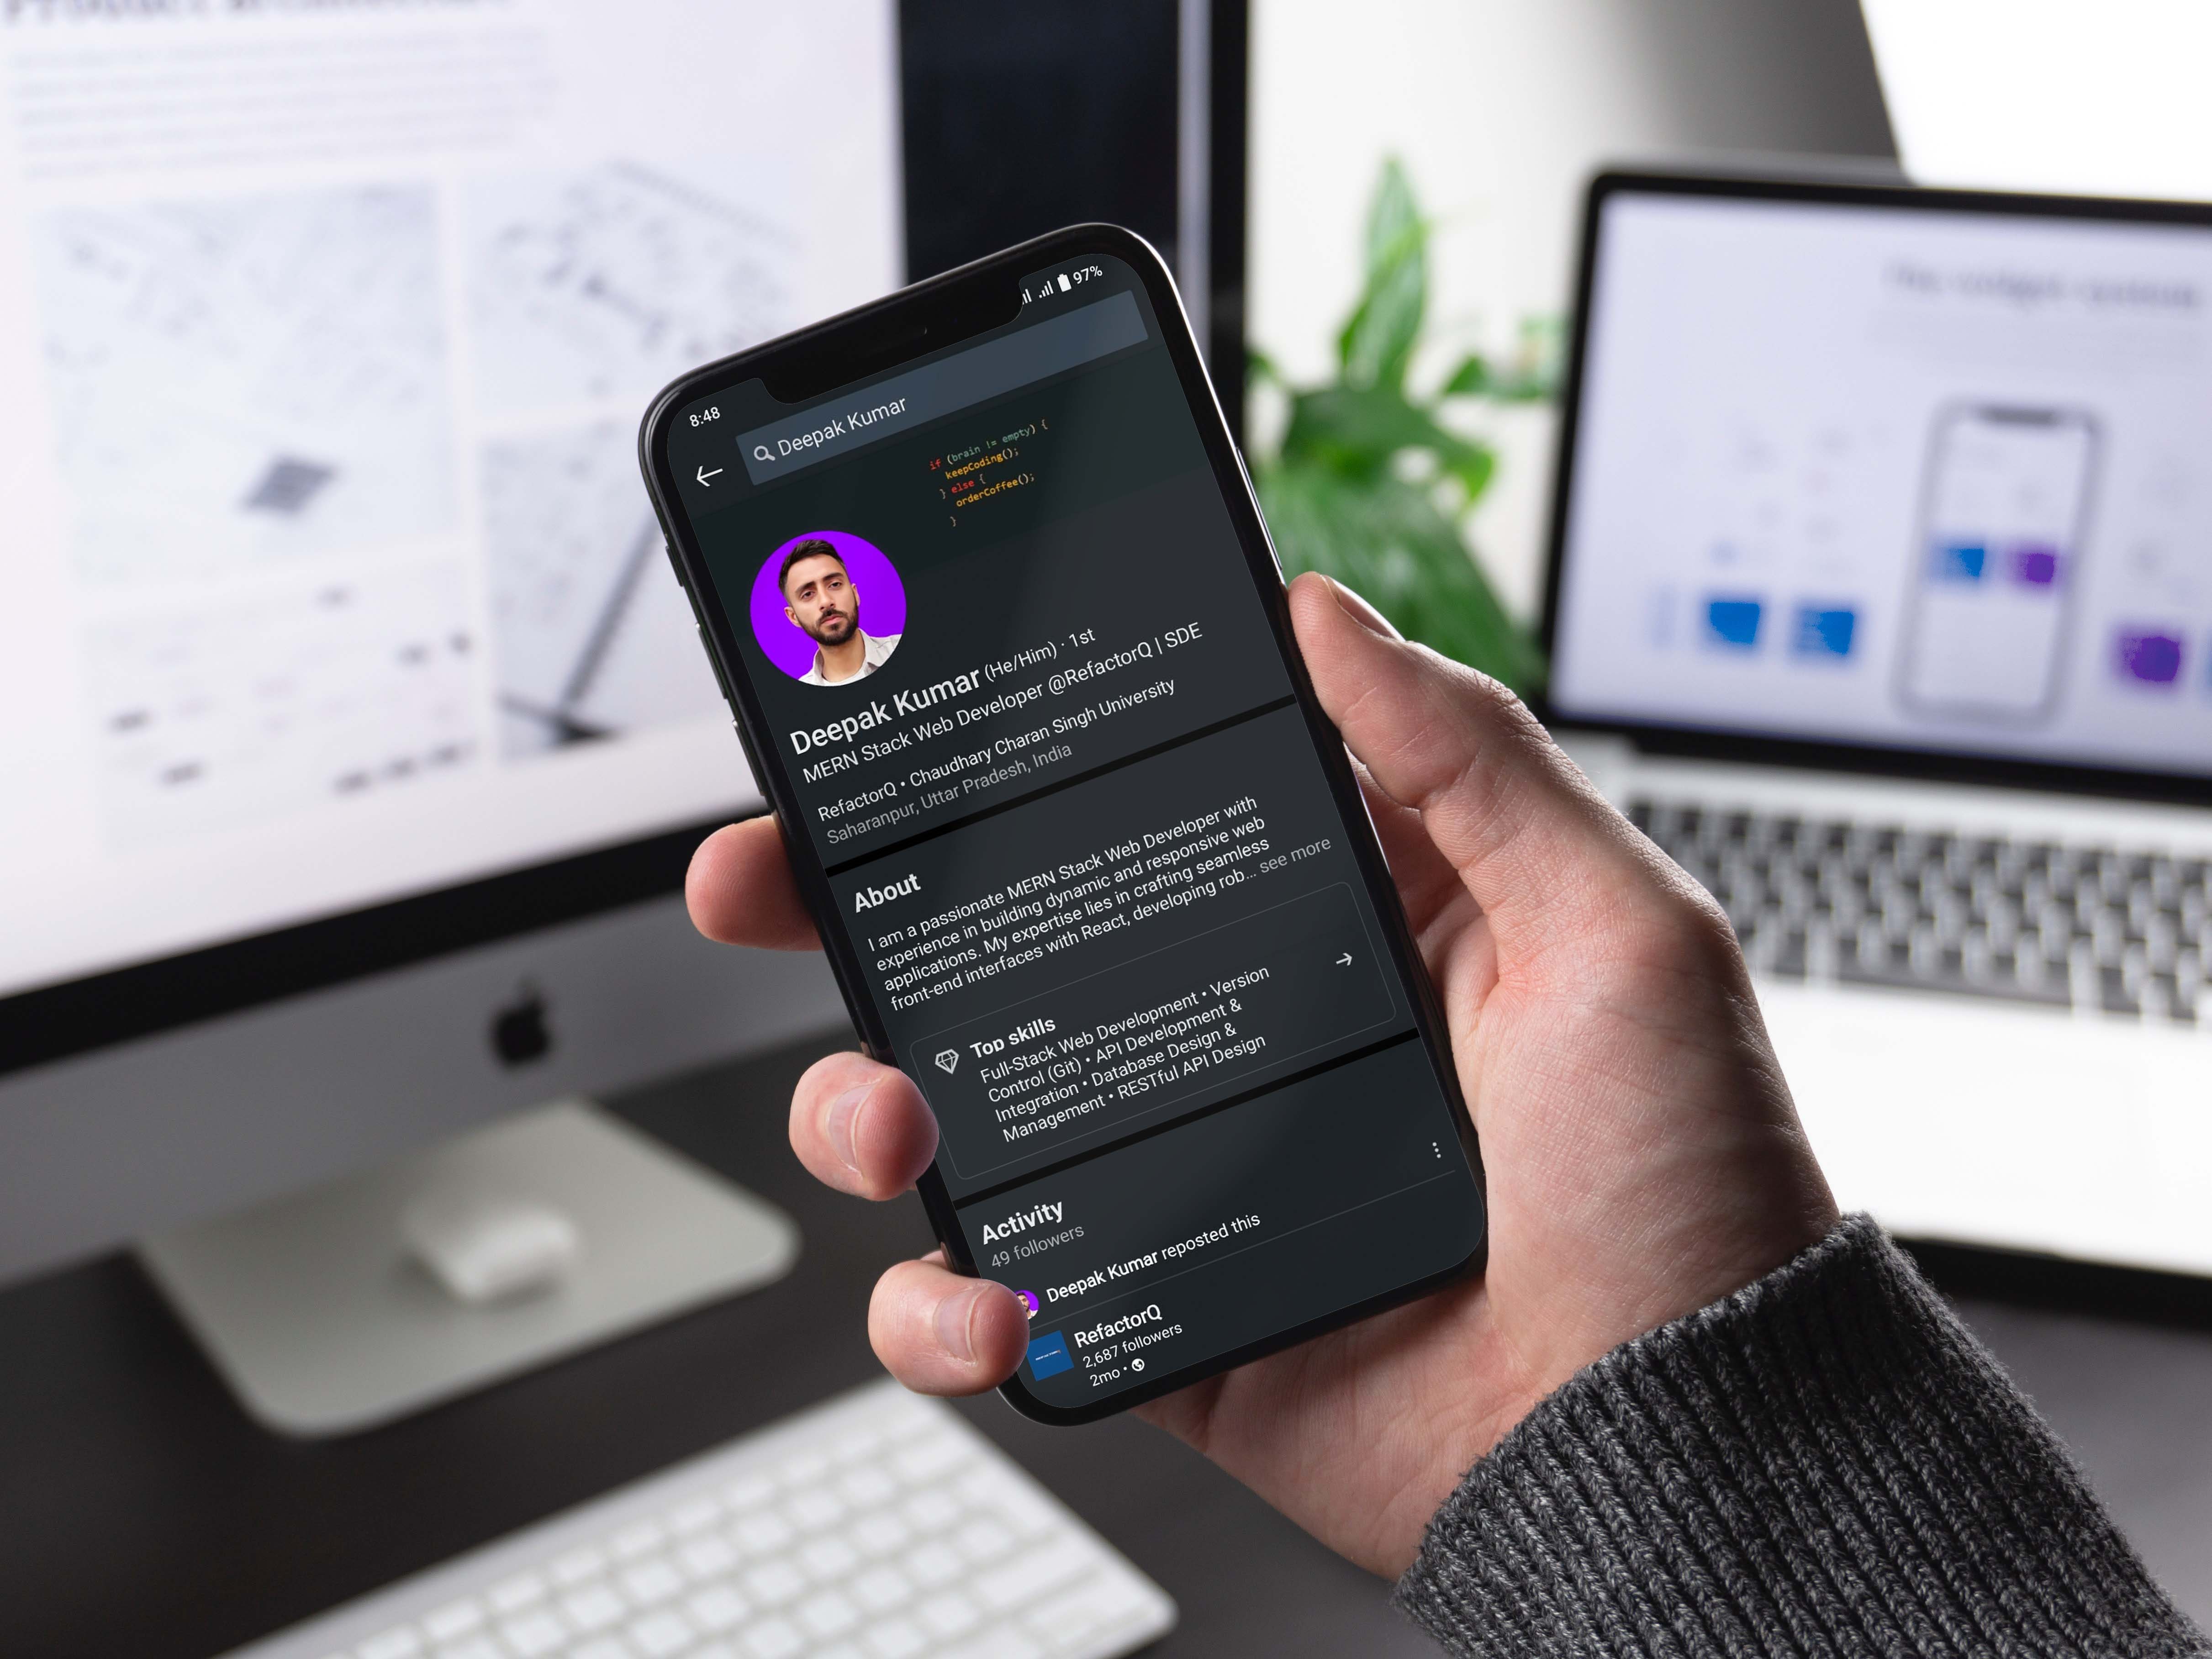 8:48
97%
Deepak Kumar
if (brain != empty) {
keepCoding();
} else {
orderCoffee();
}
Deepak Kumar (He/Him) · 1st
MERN Stack Web Developer @RefactorQ | SDE
RefactorQ • Chaudhary Charan Singh University
Saharanpur, Uttar Pradesh, India
About
I am a passionate MERN Stack Web Developer with
experience in building dynamic and responsive web
applications. My expertise lies in crafting seamless
front-end interfaces with React, developing rob... see more
Top skills
Full-Stack Web Development • Version
Control (Git) • API Development &
Integration • Database Design &
Management • RESTful API Design
Activity
49 followers
Deepak Kumar reposted this
RefactorQ
2,687 followers
2mo •